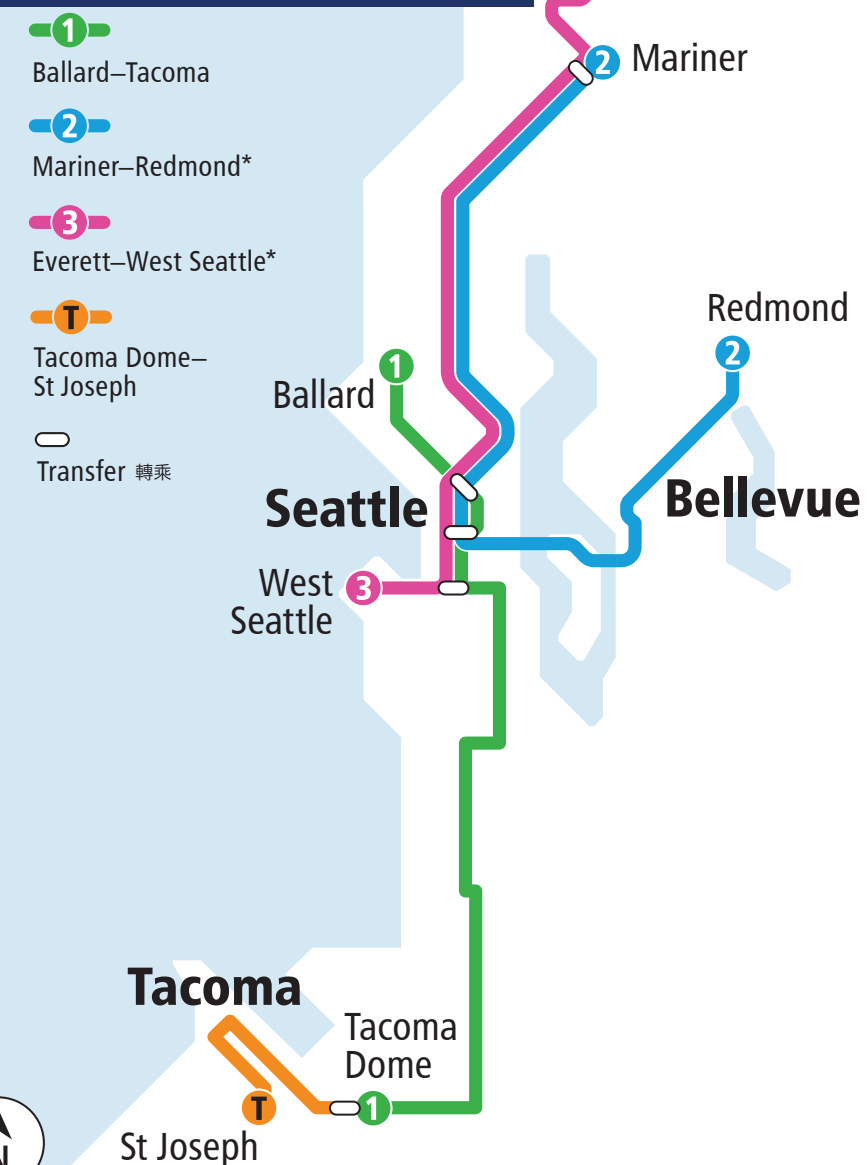 1
Ballard–Tacoma
2
Mariner–Redmond*
3
Everett–West Seattle*
T
Tacoma Dome–
St Joseph
Transfer 轉乘
2 Mariner
Redmond
2
1
Ballard
Seattle
Bellevue
West
Seattle
3
Tacoma
Tacoma
Dome
1
T
St Joseph
N